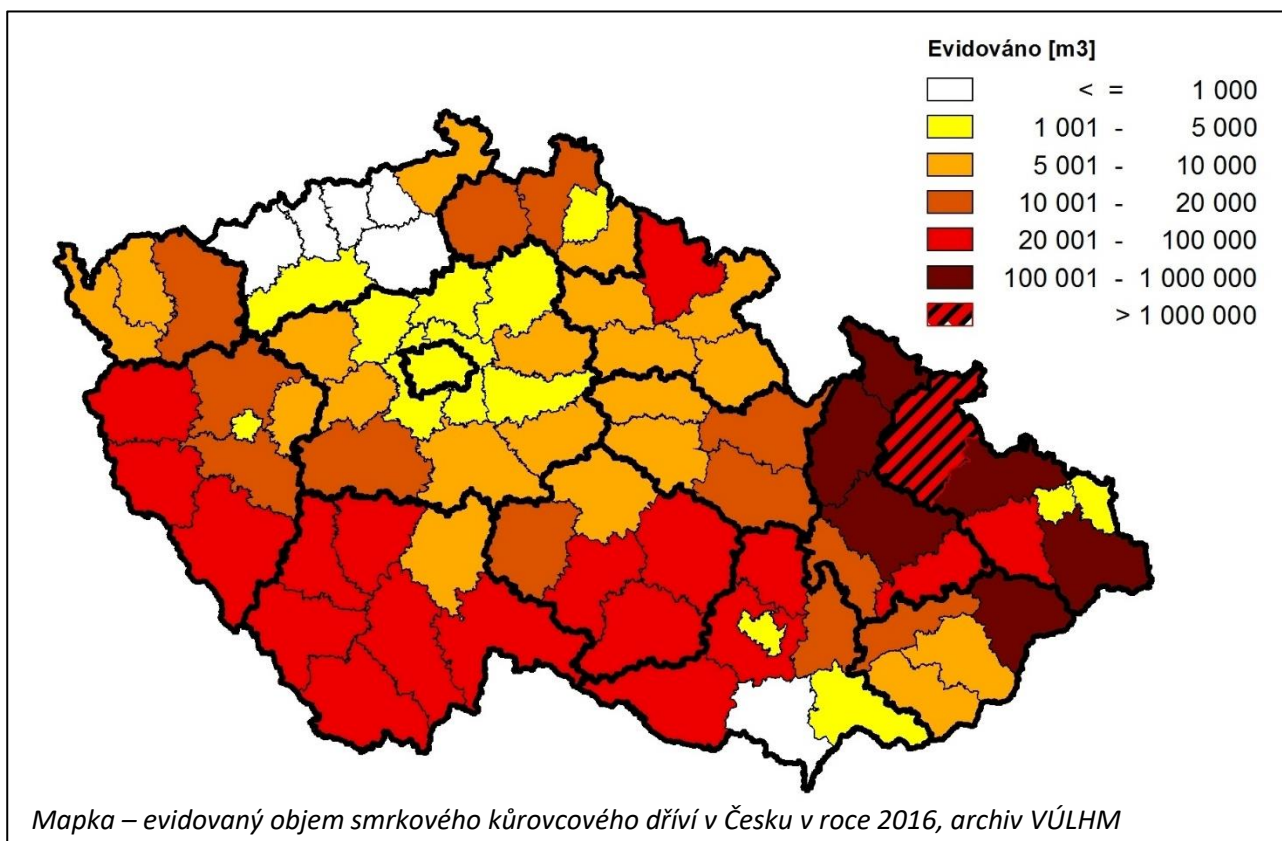 Evidováno [m3]
< = 1 000
1 001 - 5 000
5 001 - 10 000
10 001 - 20 000
20 001 - 100 000
100 001 - 1 000 000
> 1 000 000
Mapka – evidovaný objem smrkového kůrovcového dříví v Česku v roce 2016, archiv VÚLHM